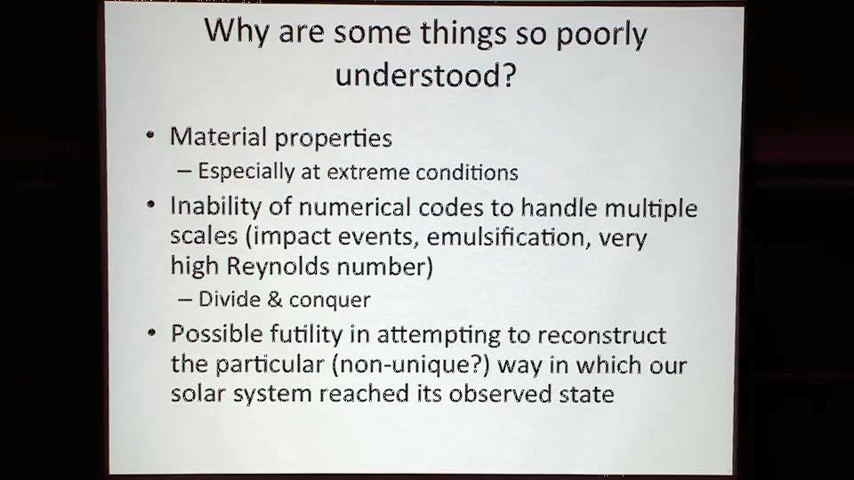 Why are some things so poorly
understood?
• Material properties
– Especially at extreme conditions
• Inability of numerical codes to handle multiple
scales (impact events, emulsification, very
high Reynolds number)
– Divide & conquer
• Possible futility in attempting to reconstruct
the particular (non-unique?) way in which our
solar system reached its observed state